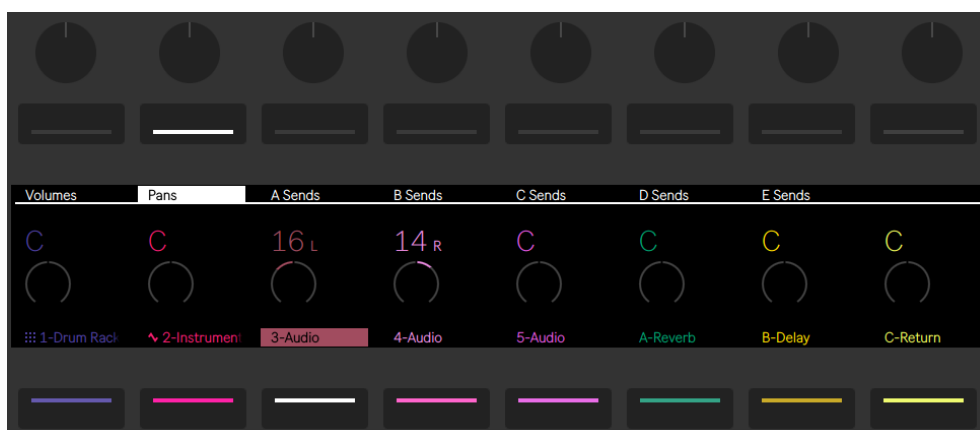 Volumes Pans A Sends B Sends C Sends D Sends E Sends
C C 16 L 14 R C C C C
1-Drum Rack 2-Instrument 3-Audio 4-Audio 5-Audio A-Reverb B-Delay C-Return